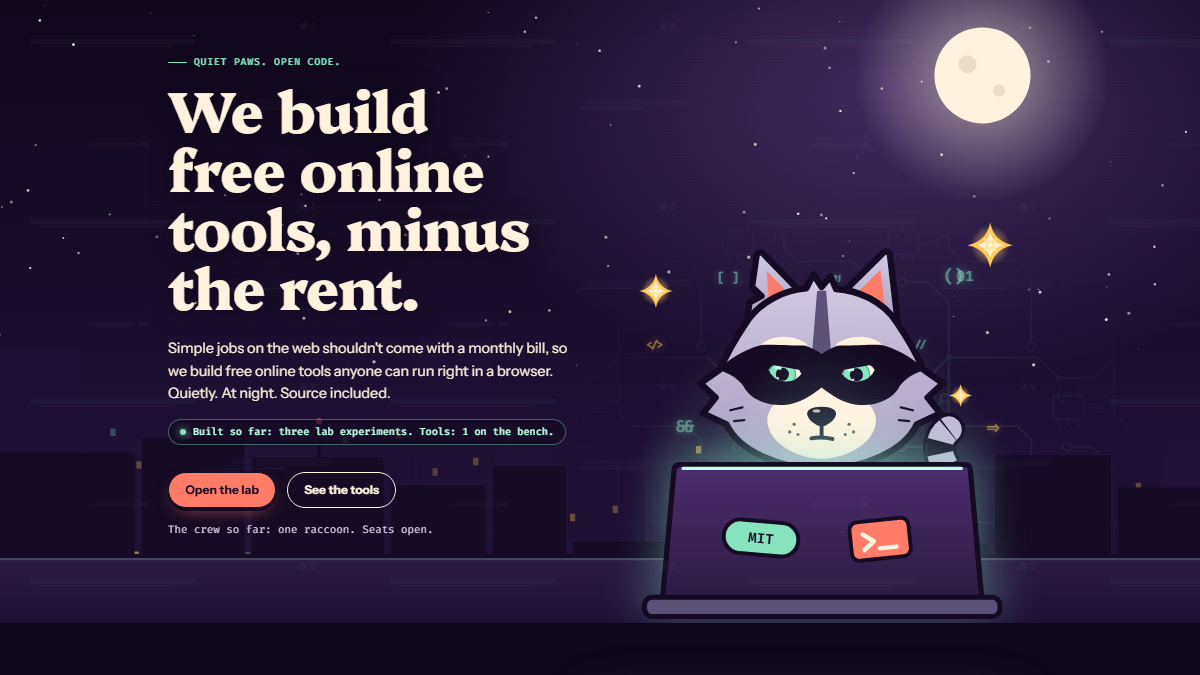 QUIET PAWS. OPEN CODE.
We build
free online
tools, minus
the rent.
Simple jobs on the web shouldn't come with a monthly bill, so
we build free online tools anyone can run right in a browser.
Quietly. At night. Source included.
Built so far: three lab experiments. Tools: 1 on the bench.
Open the lab
See the tools
The crew so far: one raccoon. Seats open.
[ ]
//
()
01
</>
//
&&
⇒
MIT
>_